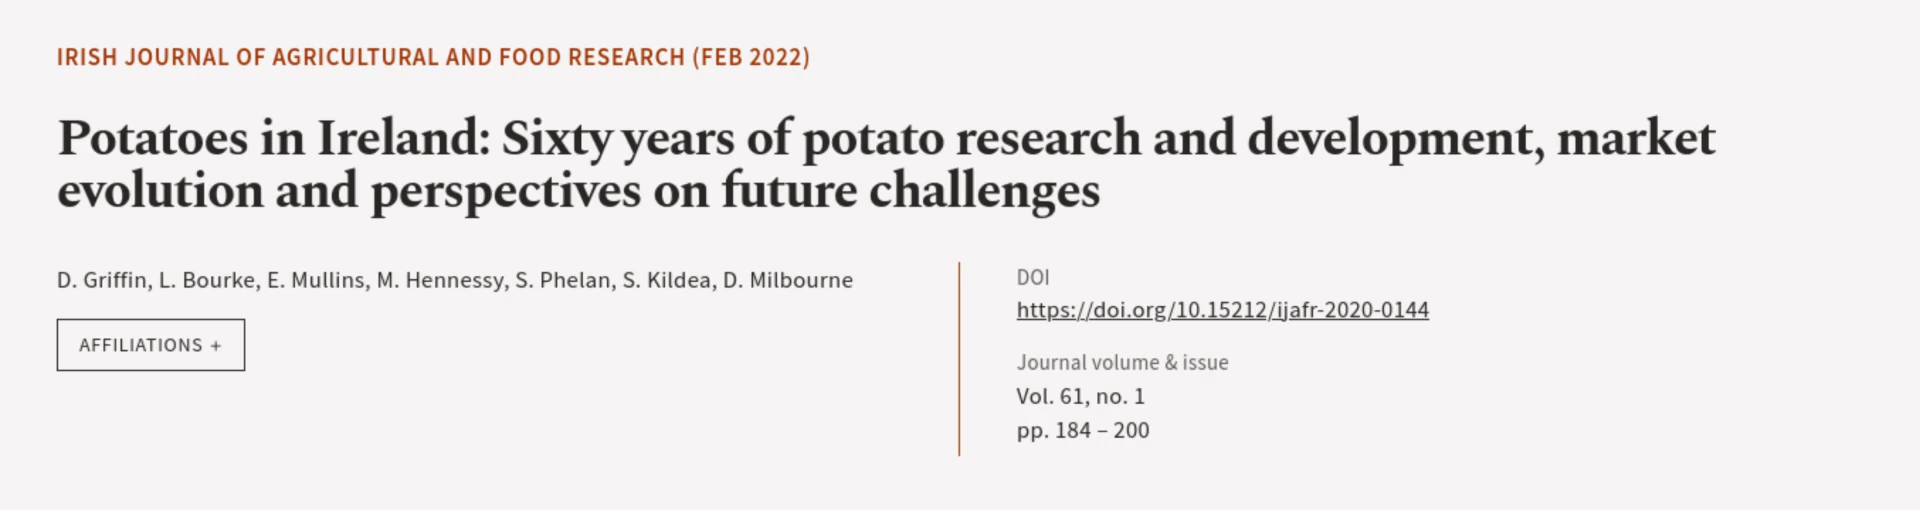 IRISH JOURNAL OF AGRICULTURAL AND FOOD RESEARCH (FEB 2022)
Potatoes in Ireland: Sixty years of potato research and development, market
evolution and perspectives on future challenges
D. Griffin, L. Bourke, E. Mullins, M. Hennessy, S. Phelan, S. Kildea, D. Milbourne
AFFILIATIONS +
DOI
https://doi.org/10.15212/ijafr-2020-0144
Journal volume & issue
Vol. 61, no. 1
pp. 184 – 200